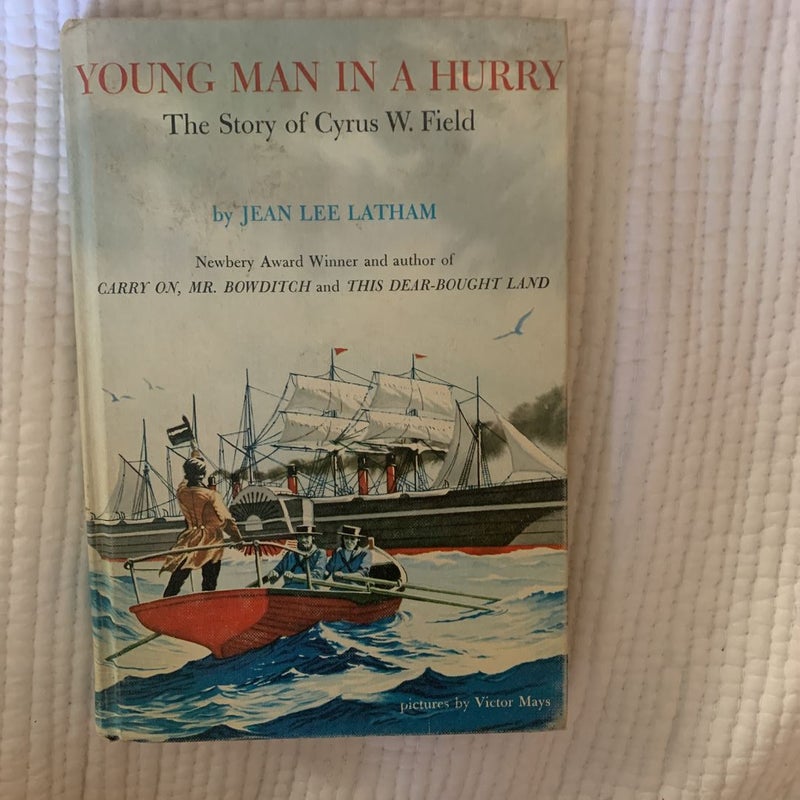 YOUNG MAN IN A HURRY
The Story of Cyrus W. Field
by JEAN LEE LATHAM
Newbery Award Winner and author of
CARRY ON, MR. BOWDITCH and THIS DEAR-BOUGHT LAND
pictures by Victor Mays